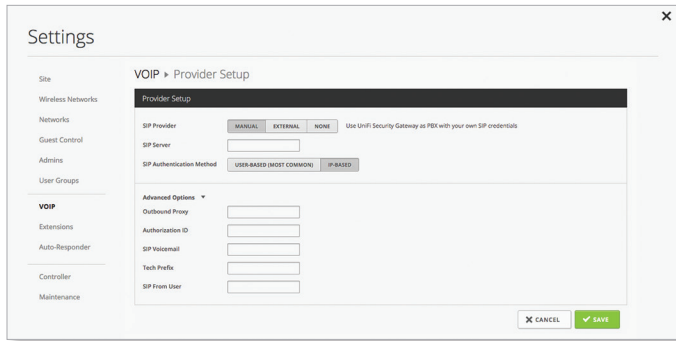 Settings
Site
Wireless Networks
Networks
Guest Control
Admins
User Groups
VOIP
Extensions
Auto-Responder
Controller
Maintenance
VOIP ▸ Provider Setup
Provider Setup
SIP Provider MANUAL EXTERNAL NONE Use UniFi Security Gateway as PBX with your own SIP credentials
SIP Server
SIP Authentication Method USER-BASED (MOST COMMON) IP-BASED
Advanced Options ▼
Outbound Proxy
Authorization ID
SIP Voicemail
Tech Prefix
SIP From User
CANCEL SAVE